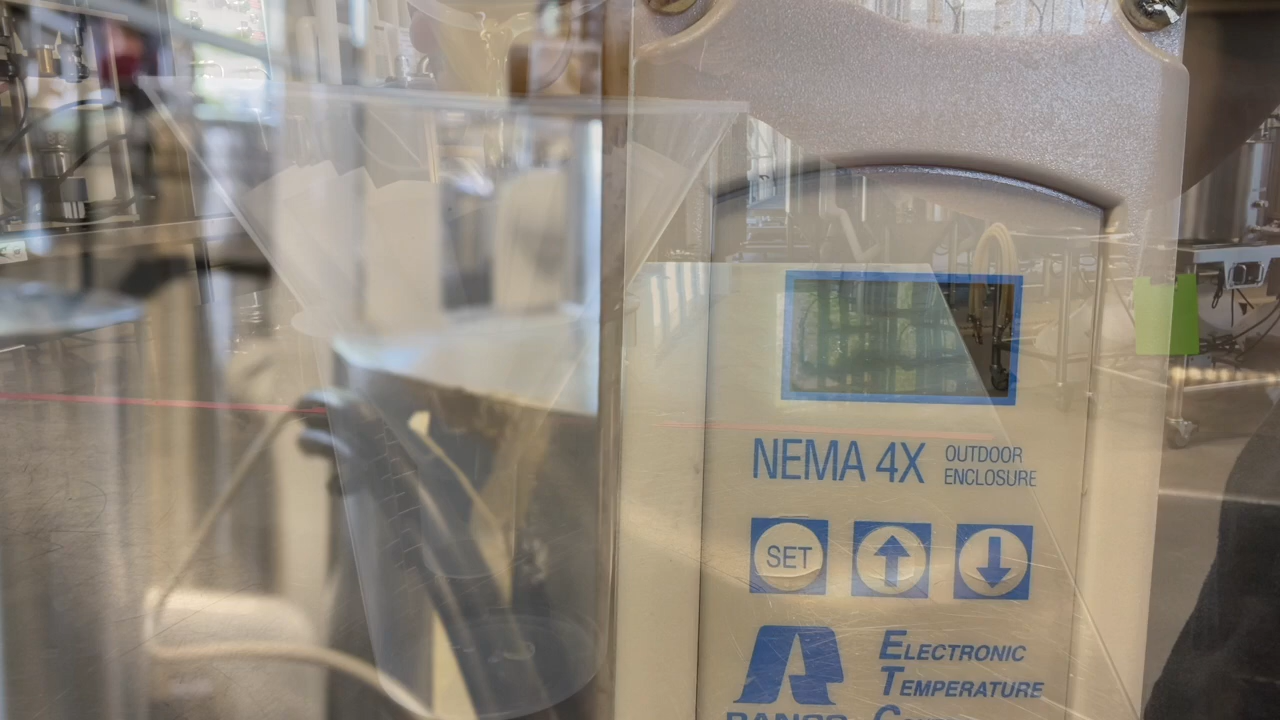 NEMA 4X
OUTDOOR
ENCLOSURE
SET
ELECTRONIC
TEMPERATURE